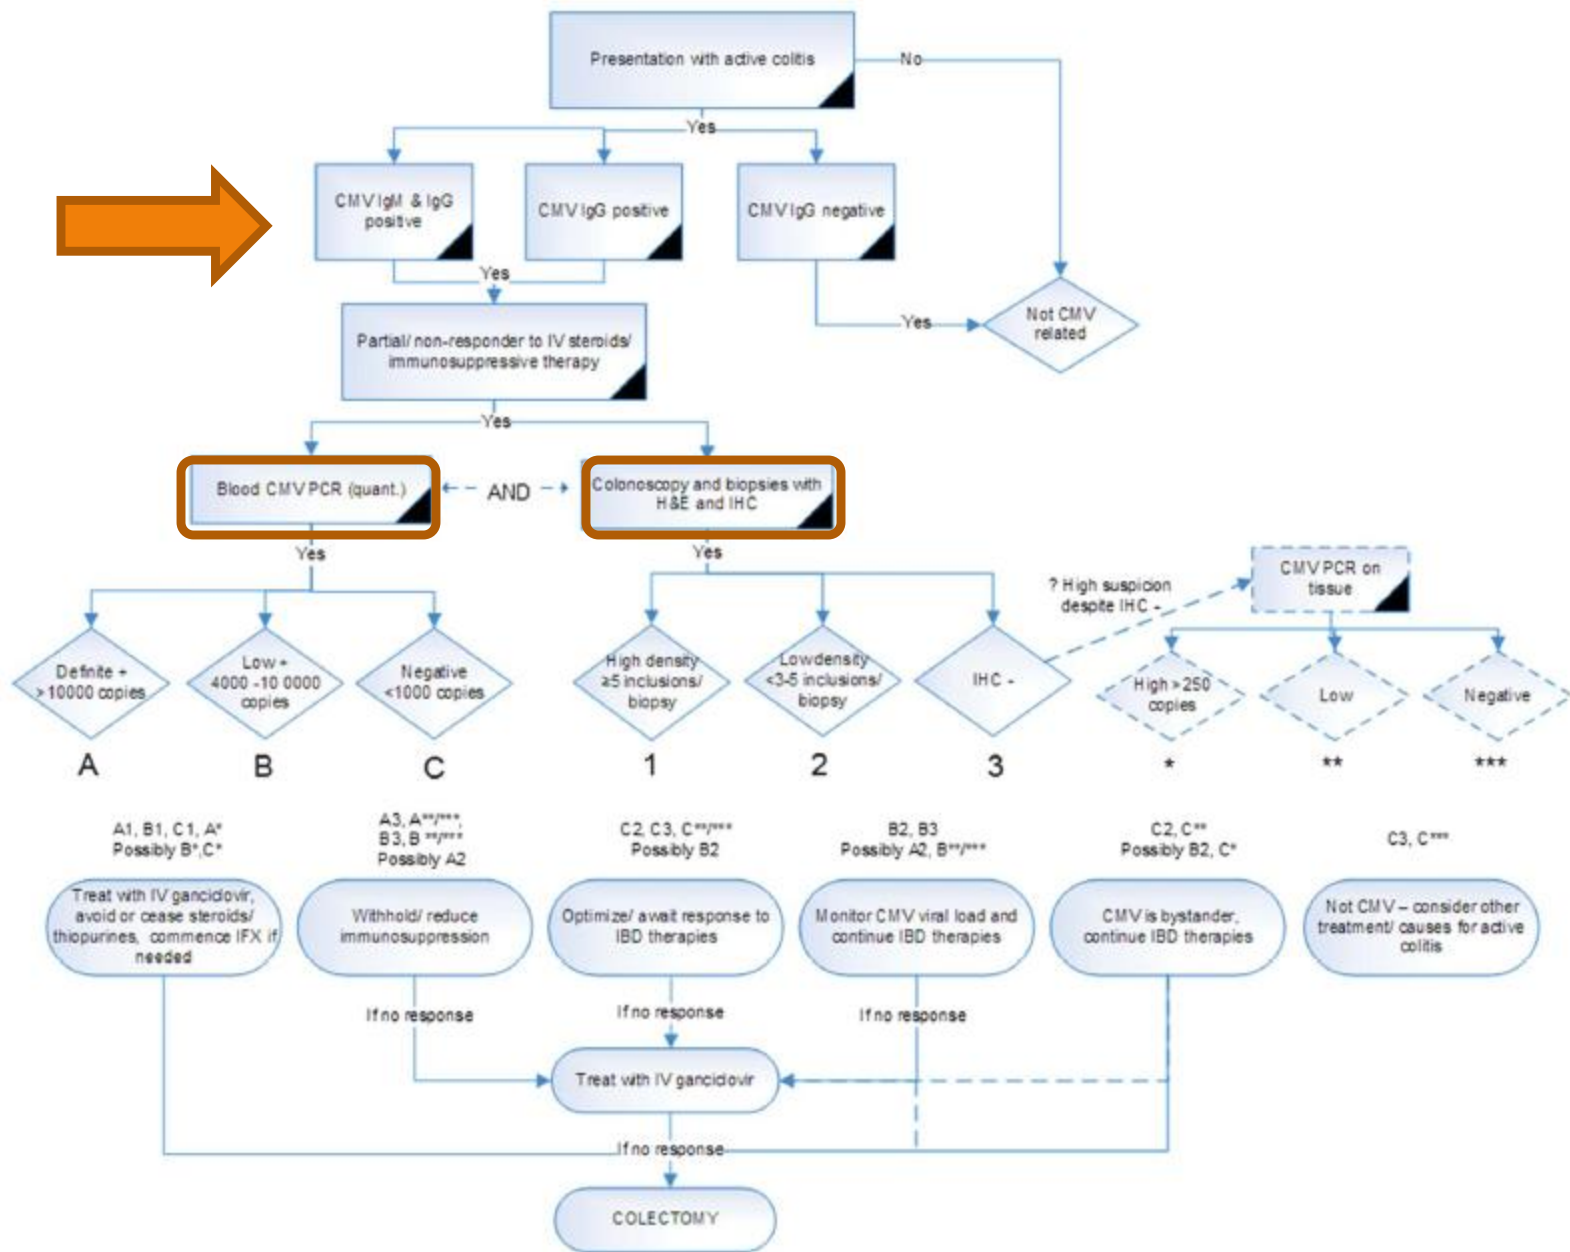 Presentation with active colitis
No
Yes
CMV IgM & IgG
positive
CMV IgG positive
CMV IgG negative
Yes
Yes
Not CMV
related
Partial/ non-responder to IV steroids/
immunosuppressive therapy
Yes
Blood CMV PCR (quant.)
AND
Colonoscopy and biopsies with
H&E and IHC
Yes
Yes
? High suspicion
despite IHC -
CMV PCR on
tissue
Definite +
> 10000 copies
Low +
4000 -10 0000
copies
Negative
<1000 copies
High density
≥5 inclusions/
biopsy
Low density
<3-5 inclusions/
biopsy
IHC -
High > 250
copies
Low
Negative
A
B
C
1
2
3
*
**
***
A1, B1, C1, A*
Possibly B*,C*
A3, A**/***,
B3, B **/***
Possibly A2
C2, C3, C**/***
Possibly B2
B2, B3
Possibly A2, B**/***
C2, C**
Possibly B2, C*
C3, C***
Treat with IV ganciclovir,
avoid or cease steroids/
thiopurines, commence IFX if
needed
Withhold/ reduce
immunosuppression
Optimize/ await response to
IBD therapies
Monitor CMV viral load and
continue IBD therapies
CMV is bystander,
continue IBD therapies
Not CMV – consider other
treatment/ causes for active
colitis
If no response
If no response
If no response
Treat with IV ganciclovir
If no response
COLECTOMY